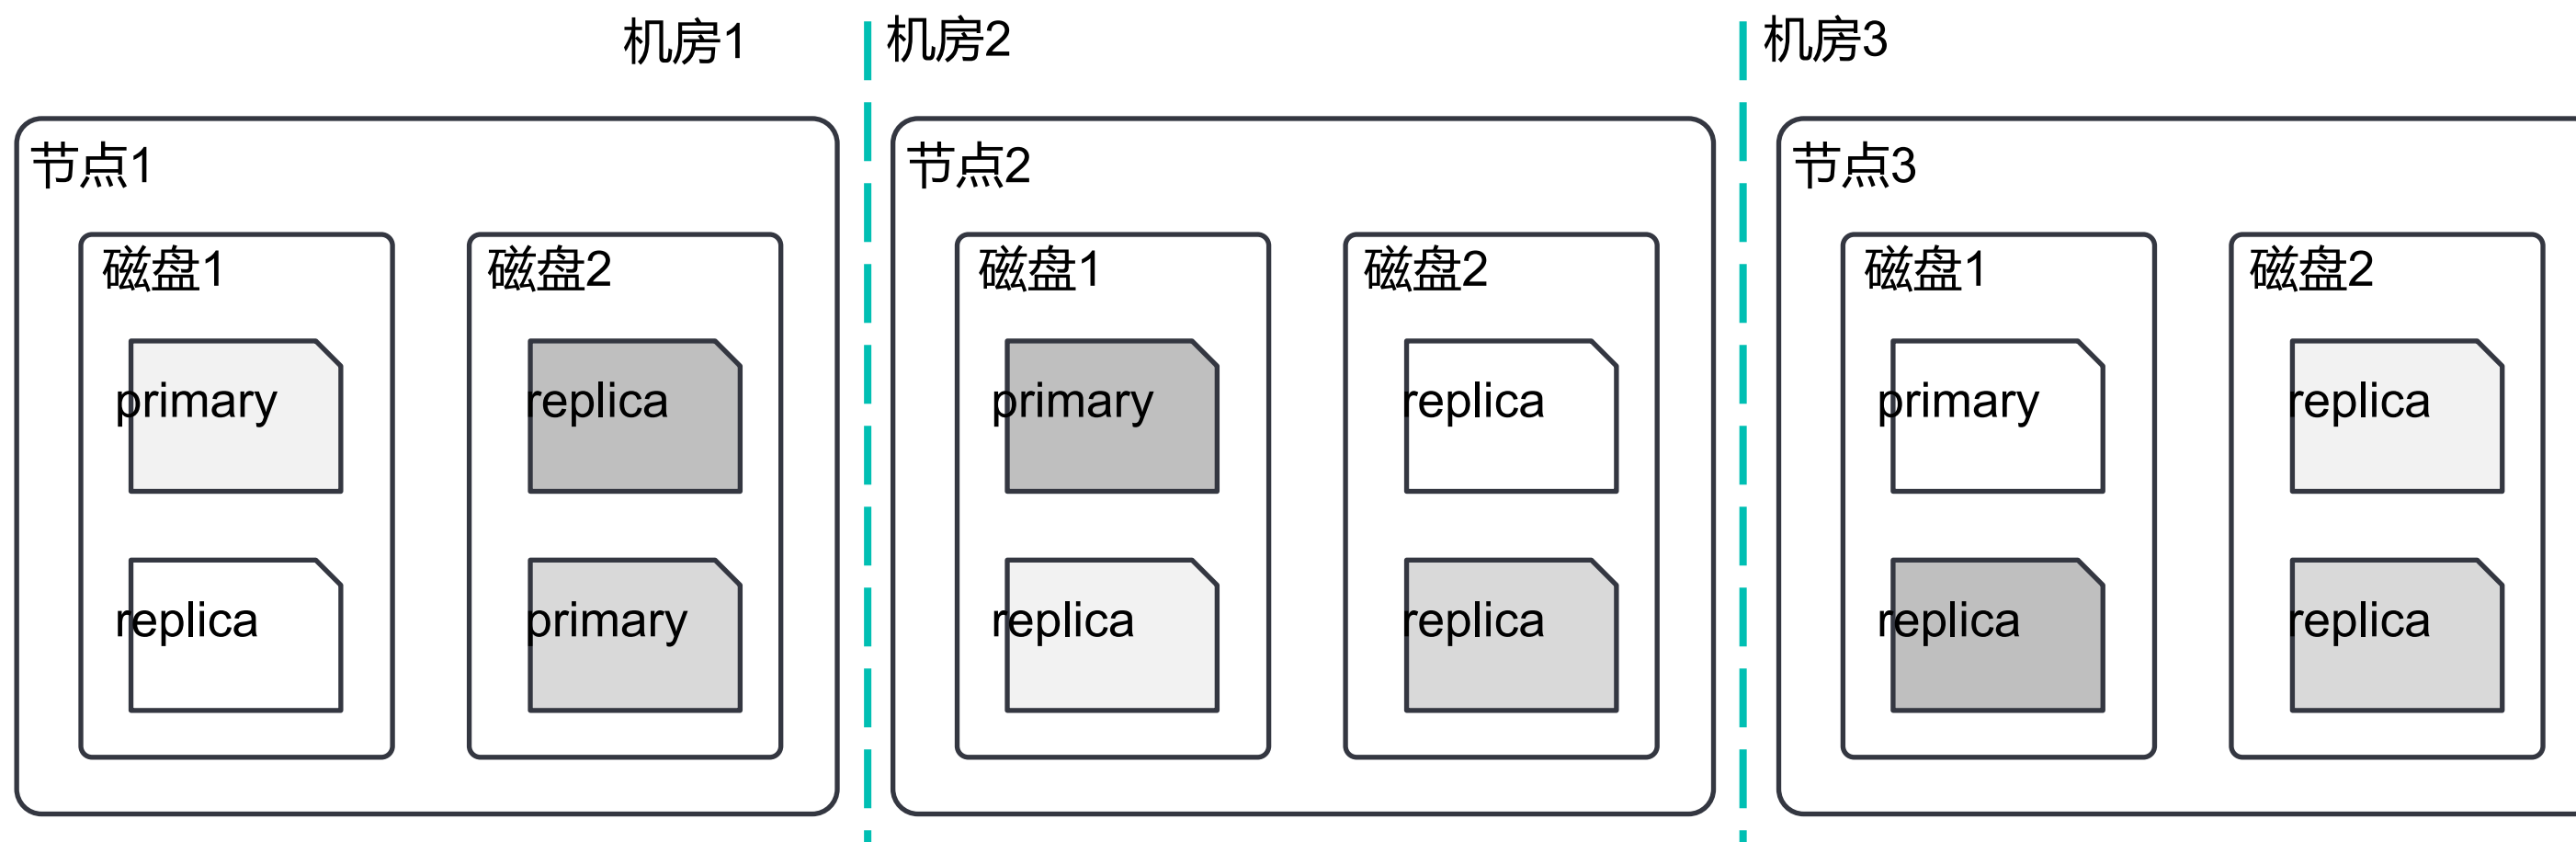 机房1
机房2
机房3
节点1
节点2
节点3
磁盘1
磁盘2
磁盘1
磁盘2
磁盘1
磁盘2
primary
replica
primary
replica
primary
replica
replica
primary
replica
replica
replica
replica